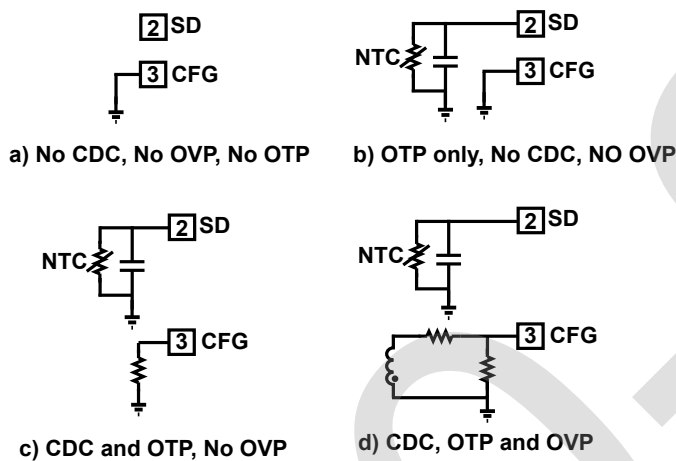 2 SD
3 CFG
a) No CDC, No OVP, No OTP
2 SD
NTC
3 CFG
b) OTP only, No CDC, NO OVP
2 SD
NTC
3 CFG
c) CDC and OTP, No OVP
2 SD
NTC
3 CFG
d) CDC, OTP and OVP